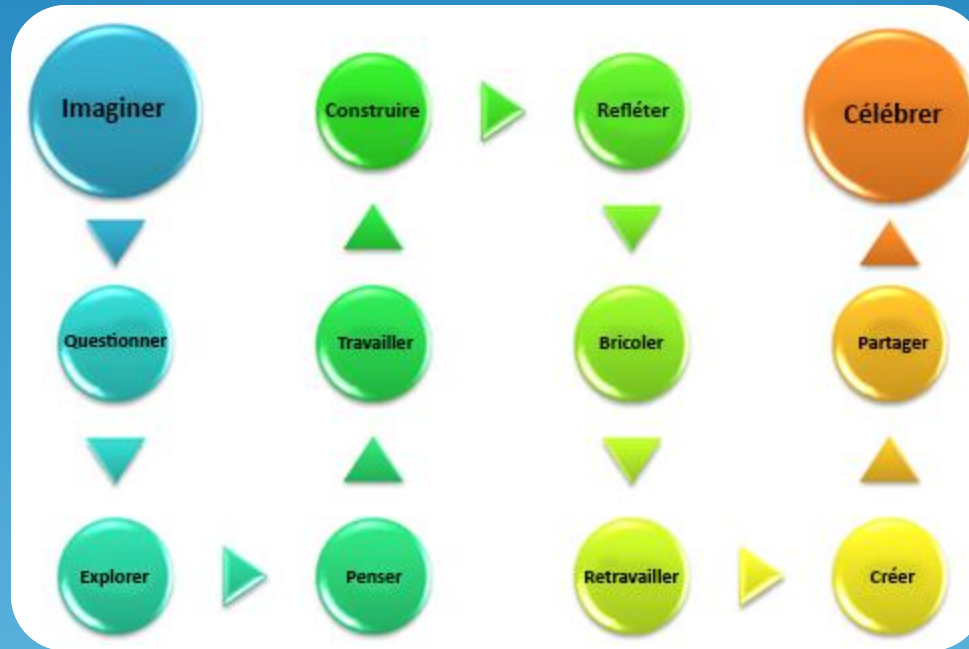 Imaginer
Questionner
Explorer
Penser
Travailler
Construire
Refléter
Bricoler
Retravailler
Créer
Partager
Célébrer